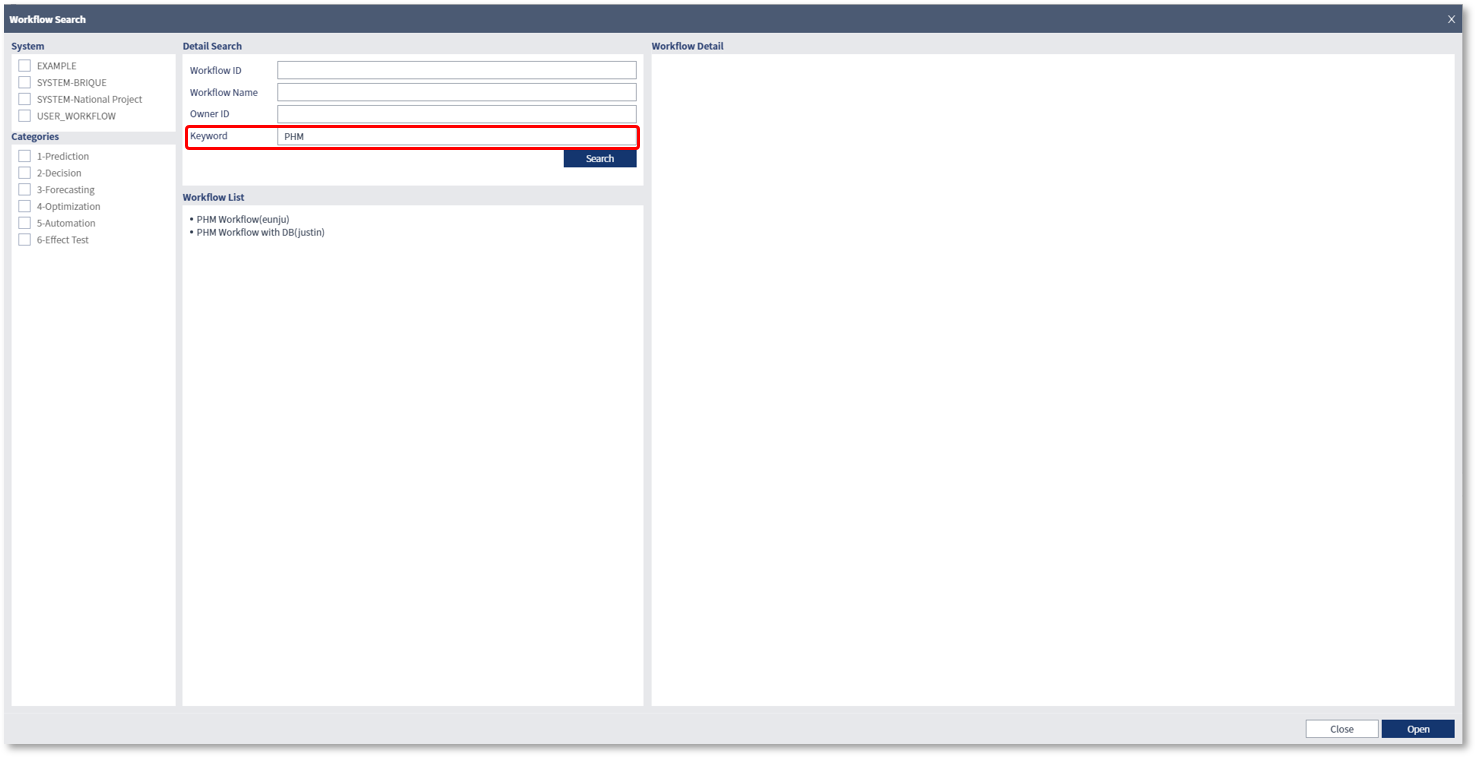 Workflow Search
X
System
EXAMPLE
SYSTEM-BRIQUE
SYSTEM-National Project
USER_WORKFLOW
Categories
1-Prediction
2-Decision
3-Forecasting
4-Optimization
5-Automation
6-Effect Test
Detail Search
Workflow ID
Workflow Name
Owner ID
Keyword PHM
Search
Workflow List
• PHM Workflow(eunju)
• PHM Workflow with DB(justin)
Workflow Detail
Close Open